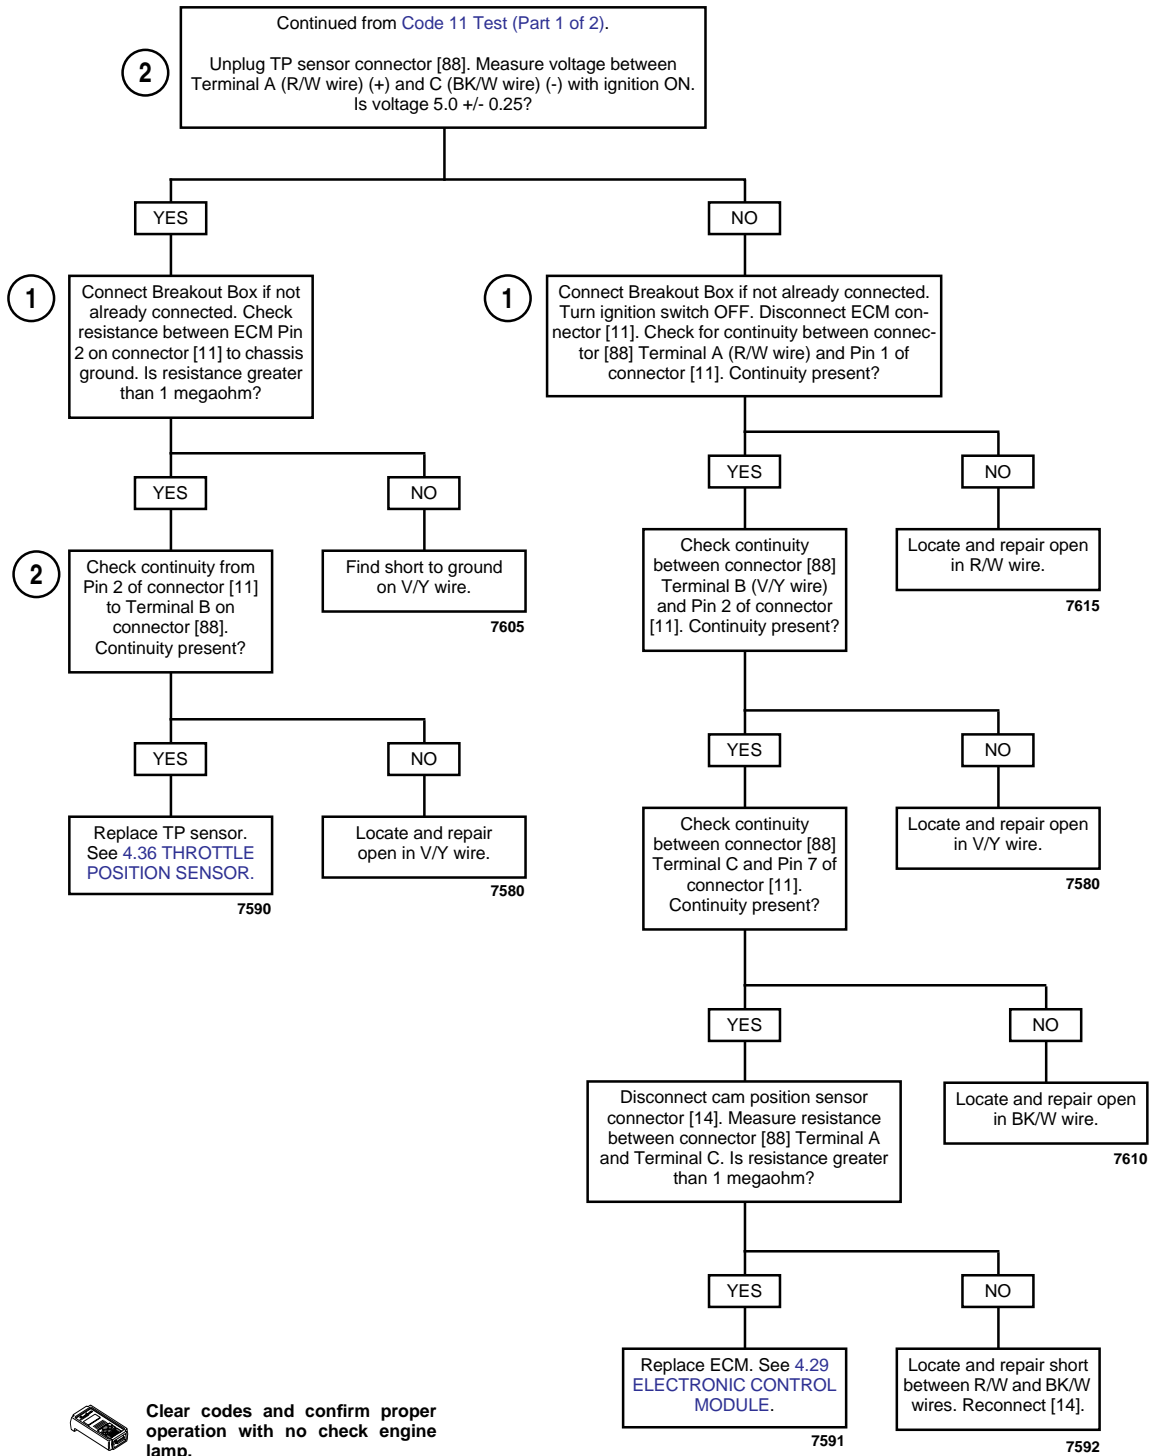 Continued from Code 11 Test (Part 1 of 2).
2
Unplug TP sensor connector [88]. Measure voltage between
Terminal A (R/W wire) (+) and C (BK/W wire) (-) with ignition ON.
Is voltage 5.0 +/- 0.25?
YES
NO
1
Connect Breakout Box if not
already connected. Check
resistance between ECM Pin
2 on connector [11] to chassis
ground. Is resistance greater
than 1 megaohm?
1
Connect Breakout Box if not already connected.
Turn ignition switch OFF. Disconnect ECM con-
nector [11]. Check for continuity between connec-
tor [88] Terminal A (R/W wire) and Pin 1 of
connector [11]. Continuity present?
YES
NO
YES
NO
2
Check continuity from
Pin 2 of connector [11]
to Terminal B on
connector [88].
Continuity present?
Find short to ground
on V/Y wire.
7605
Check continuity
between connector [88]
Terminal B (V/Y wire)
and Pin 2 of connector
[11]. Continuity present?
Locate and repair open
in R/W wire.
7615
YES
NO
YES
NO
Replace TP sensor.
See 4.36 THROTTLE
POSITION SENSOR.
7590
Locate and repair
open in V/Y wire.
7580
Check continuity
between connector [88]
Terminal C and Pin 7 of
connector [11].
Continuity present?
Locate and repair open
in V/Y wire.
7580
YES
NO
Disconnect cam position sensor
connector [14]. Measure resistance
between connector [88] Terminal A
and Terminal C. Is resistance greater
than 1 megaohm?
Locate and repair open
in BK/W wire.
7610
YES
NO
Replace ECM. See 4.29
ELECTRONIC CONTROL
MODULE.
7591
Locate and repair short
between R/W and BK/W
wires. Reconnect [14].
7592
Clear codes and confirm proper
operation with no check engine
lamp.